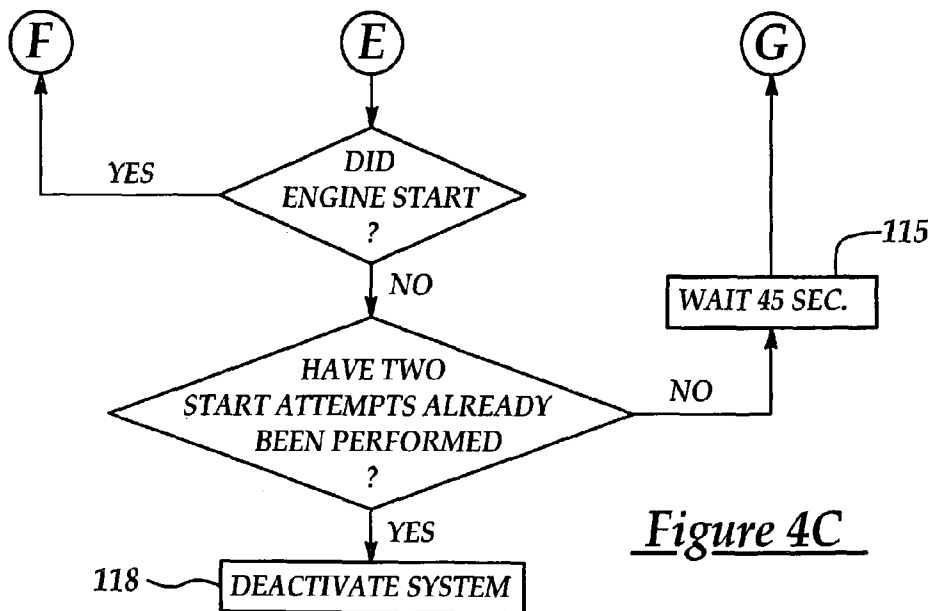 F
E
G
YES
DID
ENGINE START
?
NO
115
WAIT 45 SEC.
HAVE TWO
START ATTEMPTS ALREADY
BEEN PERFORMED
?
NO
YES
Figure 4C
118
DEACTIVATE SYSTEM